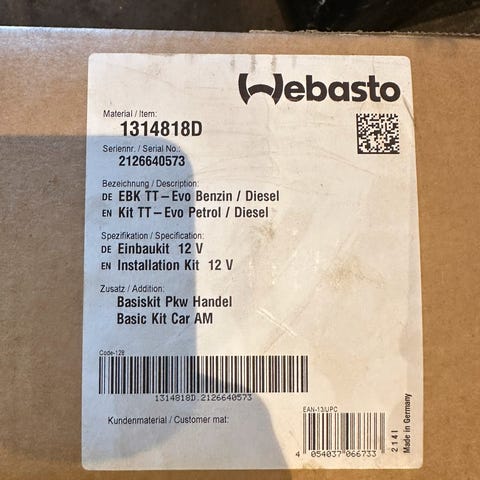 Webasto
Material / Item:
1314818D
Seriennr. / Serial No.:
2126640573
Bezeichnung / Description:
DE EBK TT – Evo Benzin / Diesel
EN Kit TT – Evo Petrol / Diesel
Spezifikation / Specification:
DE Einbaukit 12 V
EN Installation Kit 12 V
Zusatz / Addition:
Basiskit Pkw Handel
Basic Kit Car AM
Code-128
1314818D.2126640573
Kundenmaterial / Customer mat:
EAN-13/UPC
4 054037 066733
2141
Made in Germany